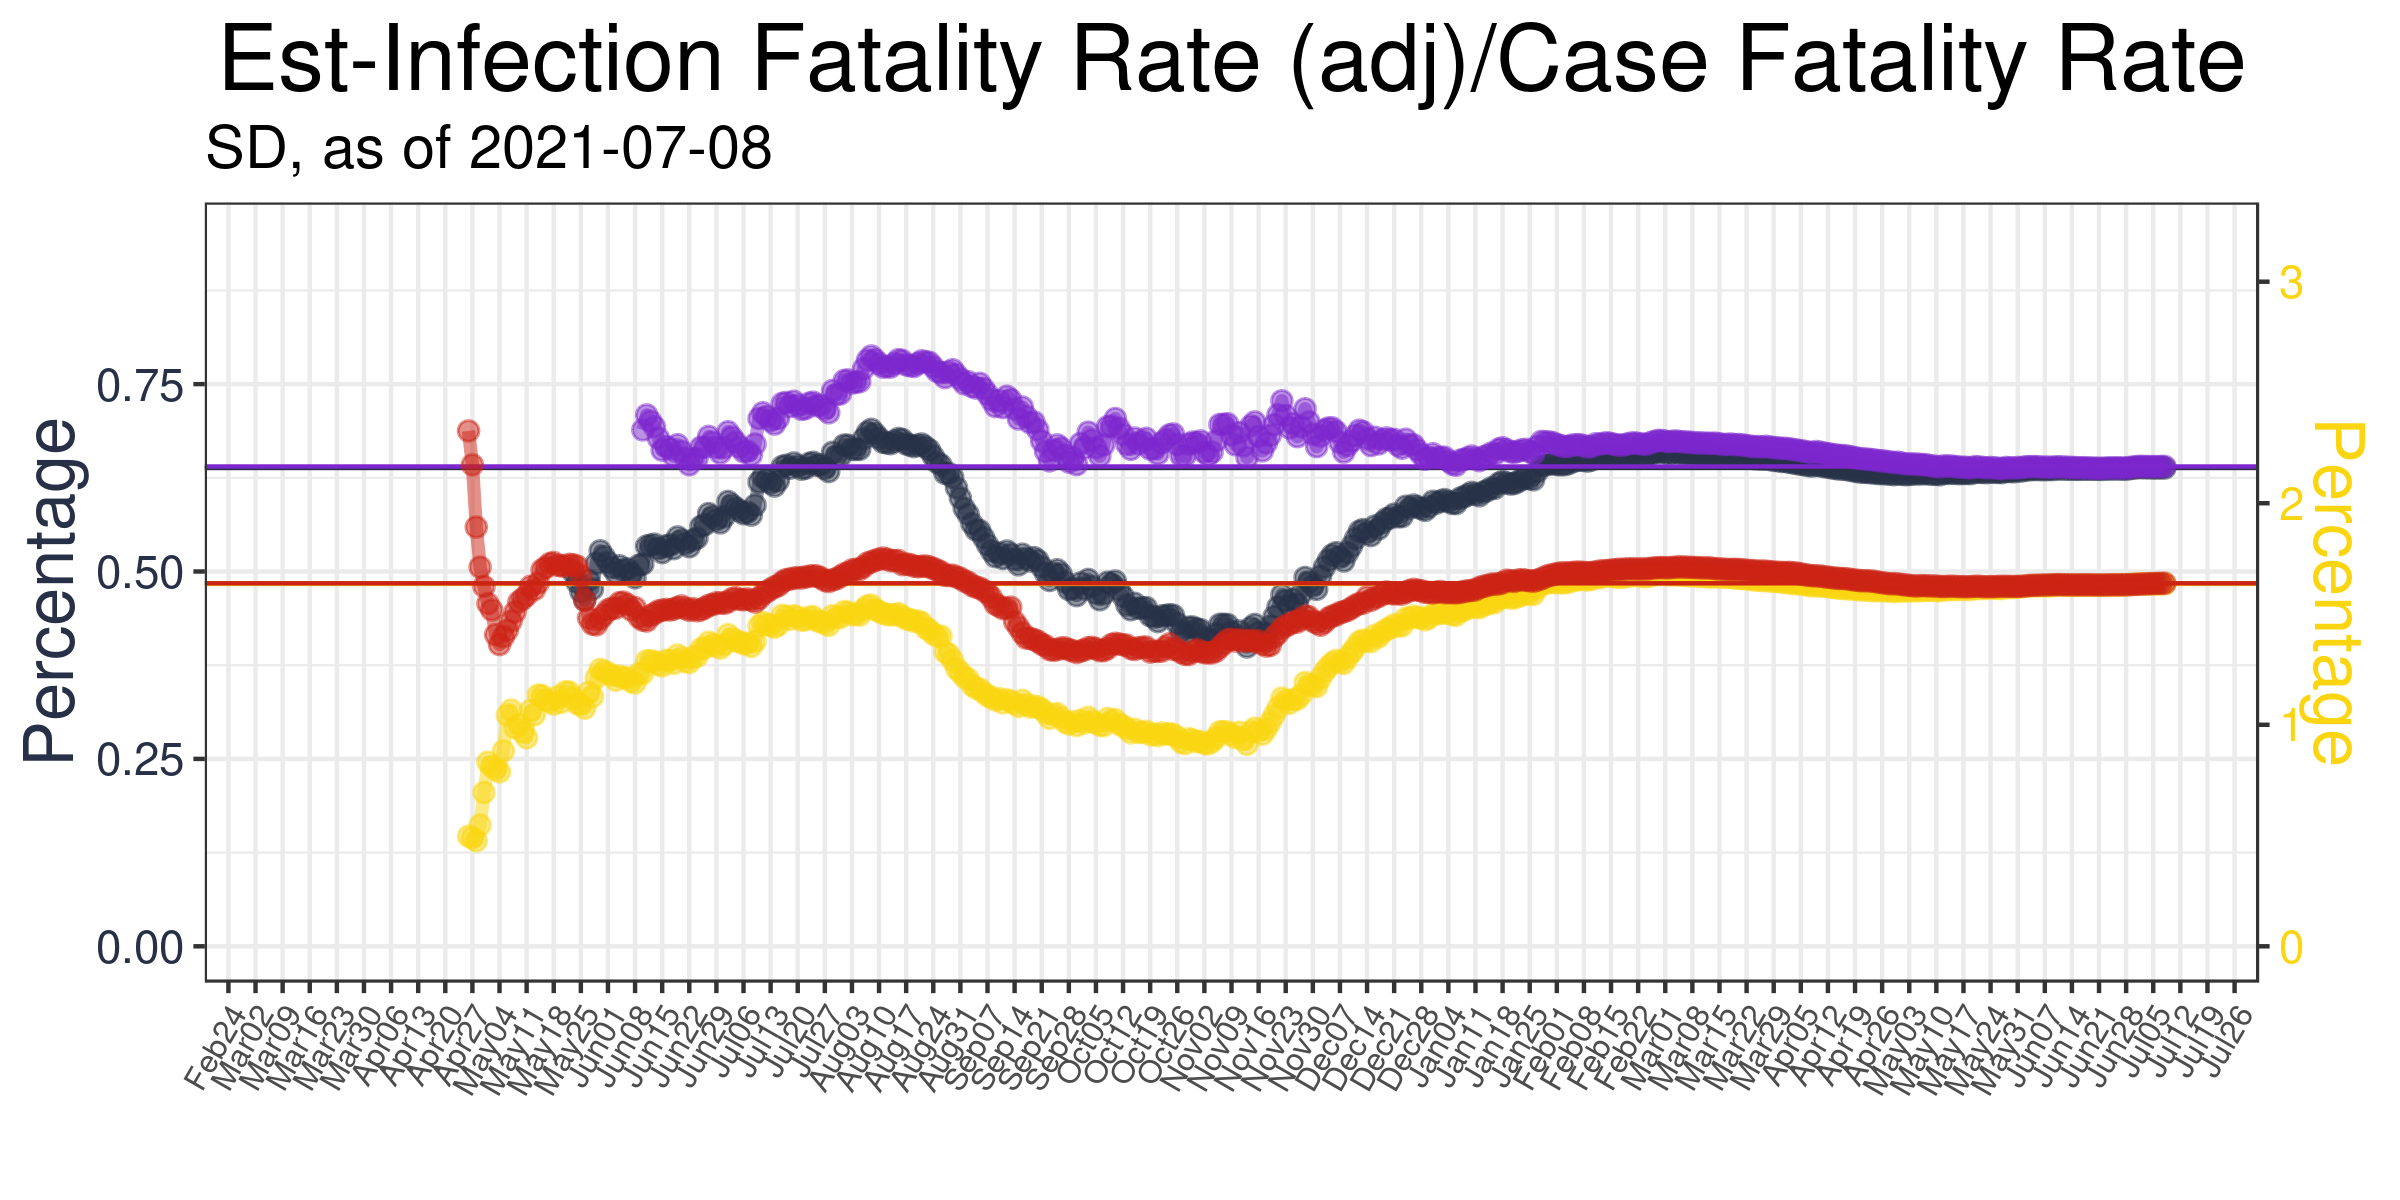 Est-Infection Fatality Rate (adj)/Case Fatality Rate
SD, as of 2021-07-08
Percentage
0.75
0.50
0.25
0.00
3
2
1
0
Percentage
Feb24 Mar02 Mar09 Mar16 Mar23 Mar30 Apr06 Apr13 Apr20 Apr27 May04 May11 May18 May25 Jun01 Jun08 Jun15 Jun22 Jun29 Jul06 Jul13 Jul20 Jul27 Aug03 Aug10 Aug17 Aug24 Aug31 Sep07 Sep14 Sep21 Sep28 Oct05 Oct12 Oct19 Oct26 Nov02 Nov09 Nov16 Nov23 Nov30 Dec07 Dec14 Dec21 Dec28 Jan04 Jan11 Jan18 Jan25 Feb01 Feb08 Feb15 Feb22 Mar01 Mar08 Mar15 Mar22 Mar29 Apr05 Apr12 Apr19 Apr26 May03 May10 May17 May24 May31 Jun07 Jun14 Jun21 Jun28 Jul05 Jul12 Jul19 Jul26